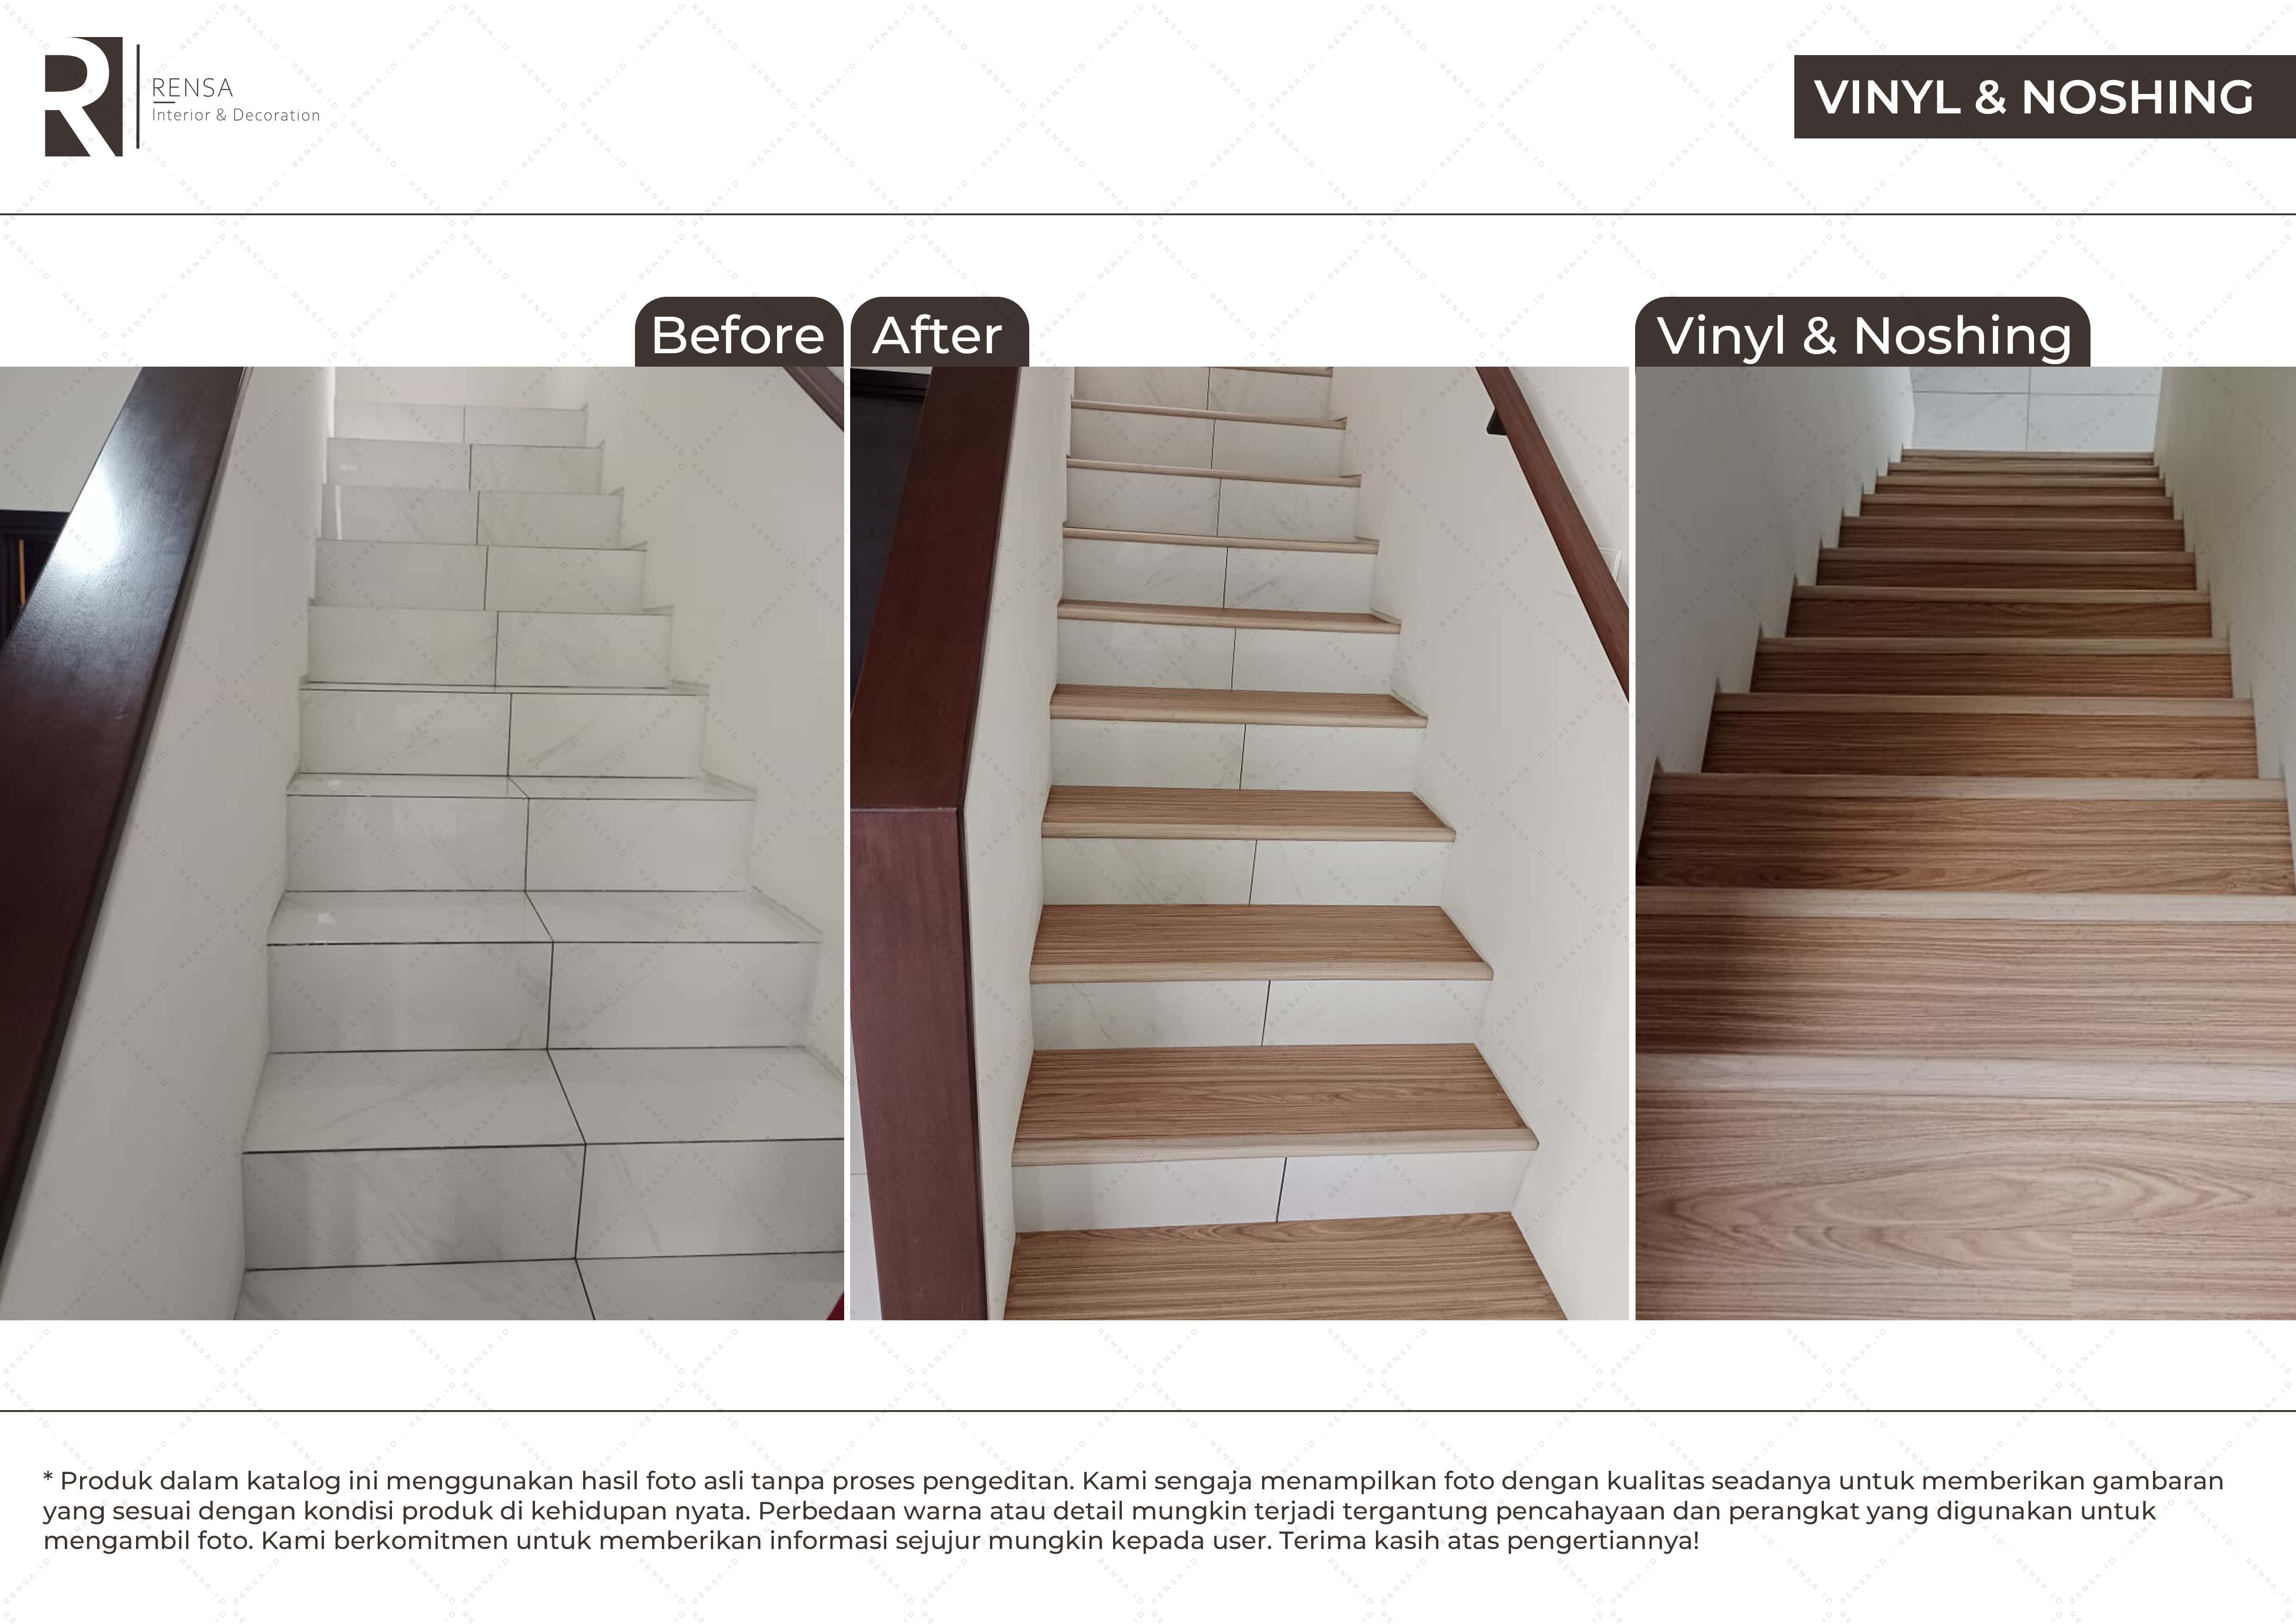 RENSA
Interior & Decoration
VINYL & NOSHING
Before
After
Vinyl & Noshing
* Produk dalam katalog ini menggunakan hasil foto asli tanpa proses pengeditan. Kami sengaja menampilkan foto dengan kualitas seadanya untuk memberikan gambaran
yang sesuai dengan kondisi produk di kehidupan nyata. Perbedaan warna atau detail mungkin terjadi tergantung pencahayaan dan perangkat yang digunakan untuk
mengambil foto. Kami berkomitmen untuk memberikan informasi sejujur mungkin kepada user. Terima kasih atas pengertiannya!
RENSA.ID